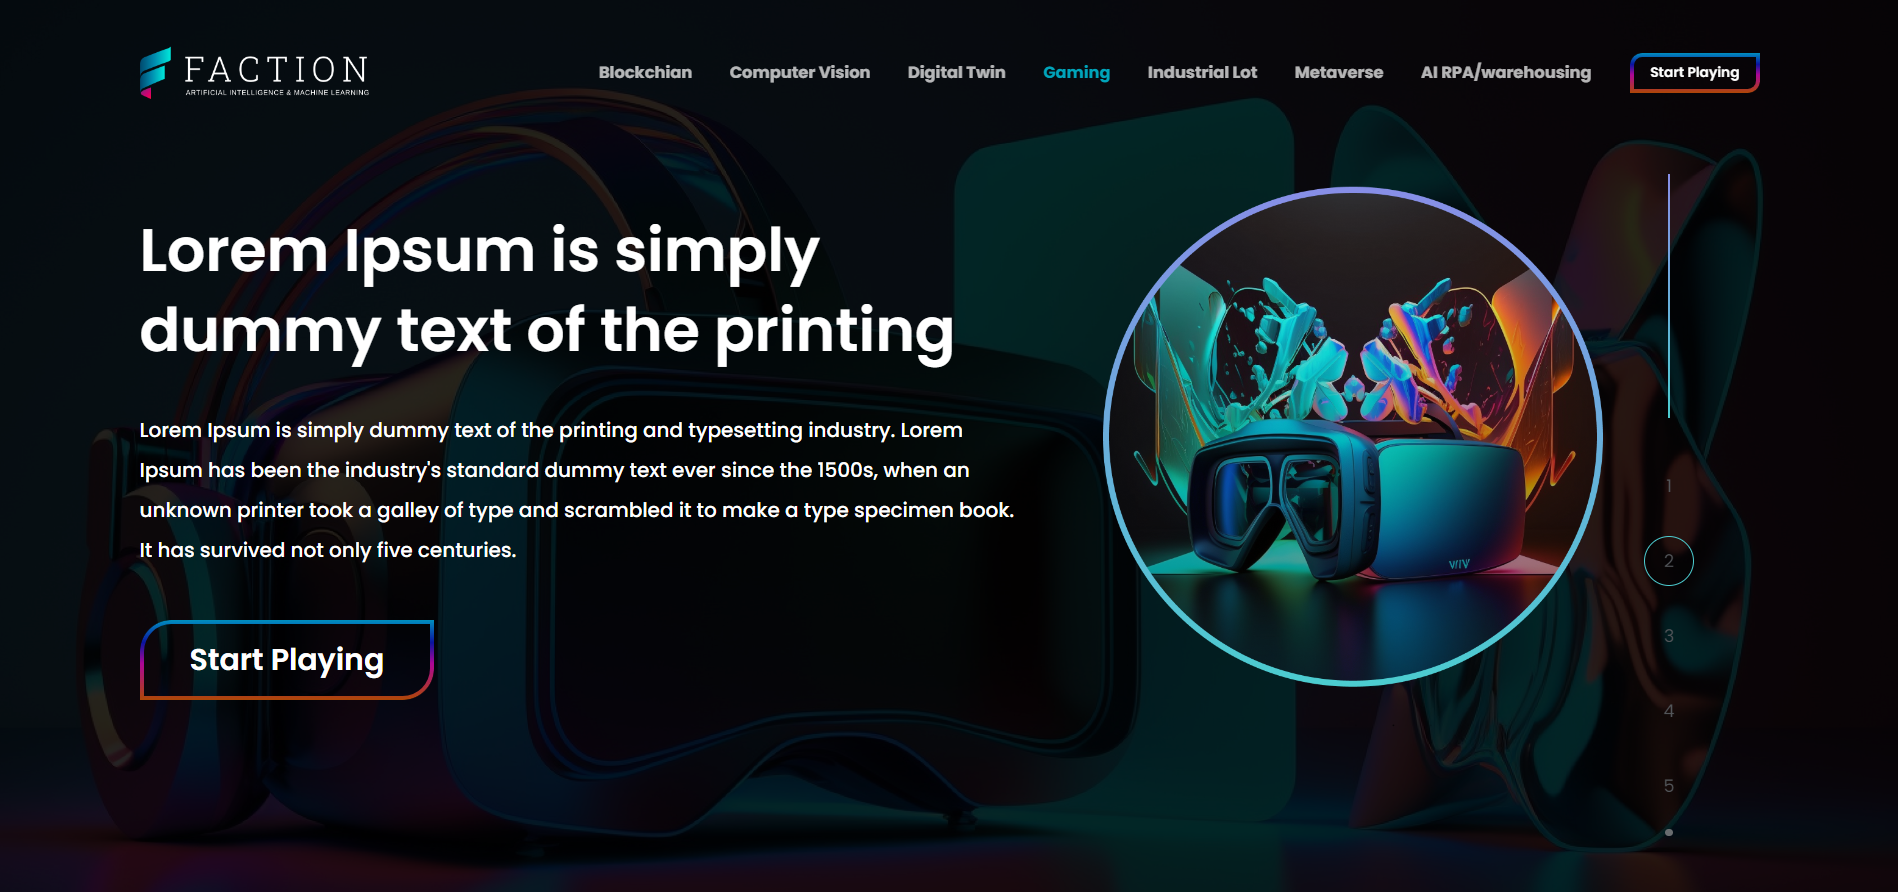 FACTION
ARTIFICIAL INTELLIGENCE & MACHINE LEARNING
Blockchian
Computer Vision
Digital Twin
Gaming
Industrial Lot
Metaverse
AI RPA/warehousing
Start Playing
Lorem Ipsum is simply
dummy text of the printing
Lorem Ipsum is simply dummy text of the printing and typesetting industry. Lorem
Ipsum has been the industry's standard dummy text ever since the 1500s, when an
unknown printer took a galley of type and scrambled it to make a type specimen book.
It has survived not only five centuries.
Start Playing
1
2
3
4
5